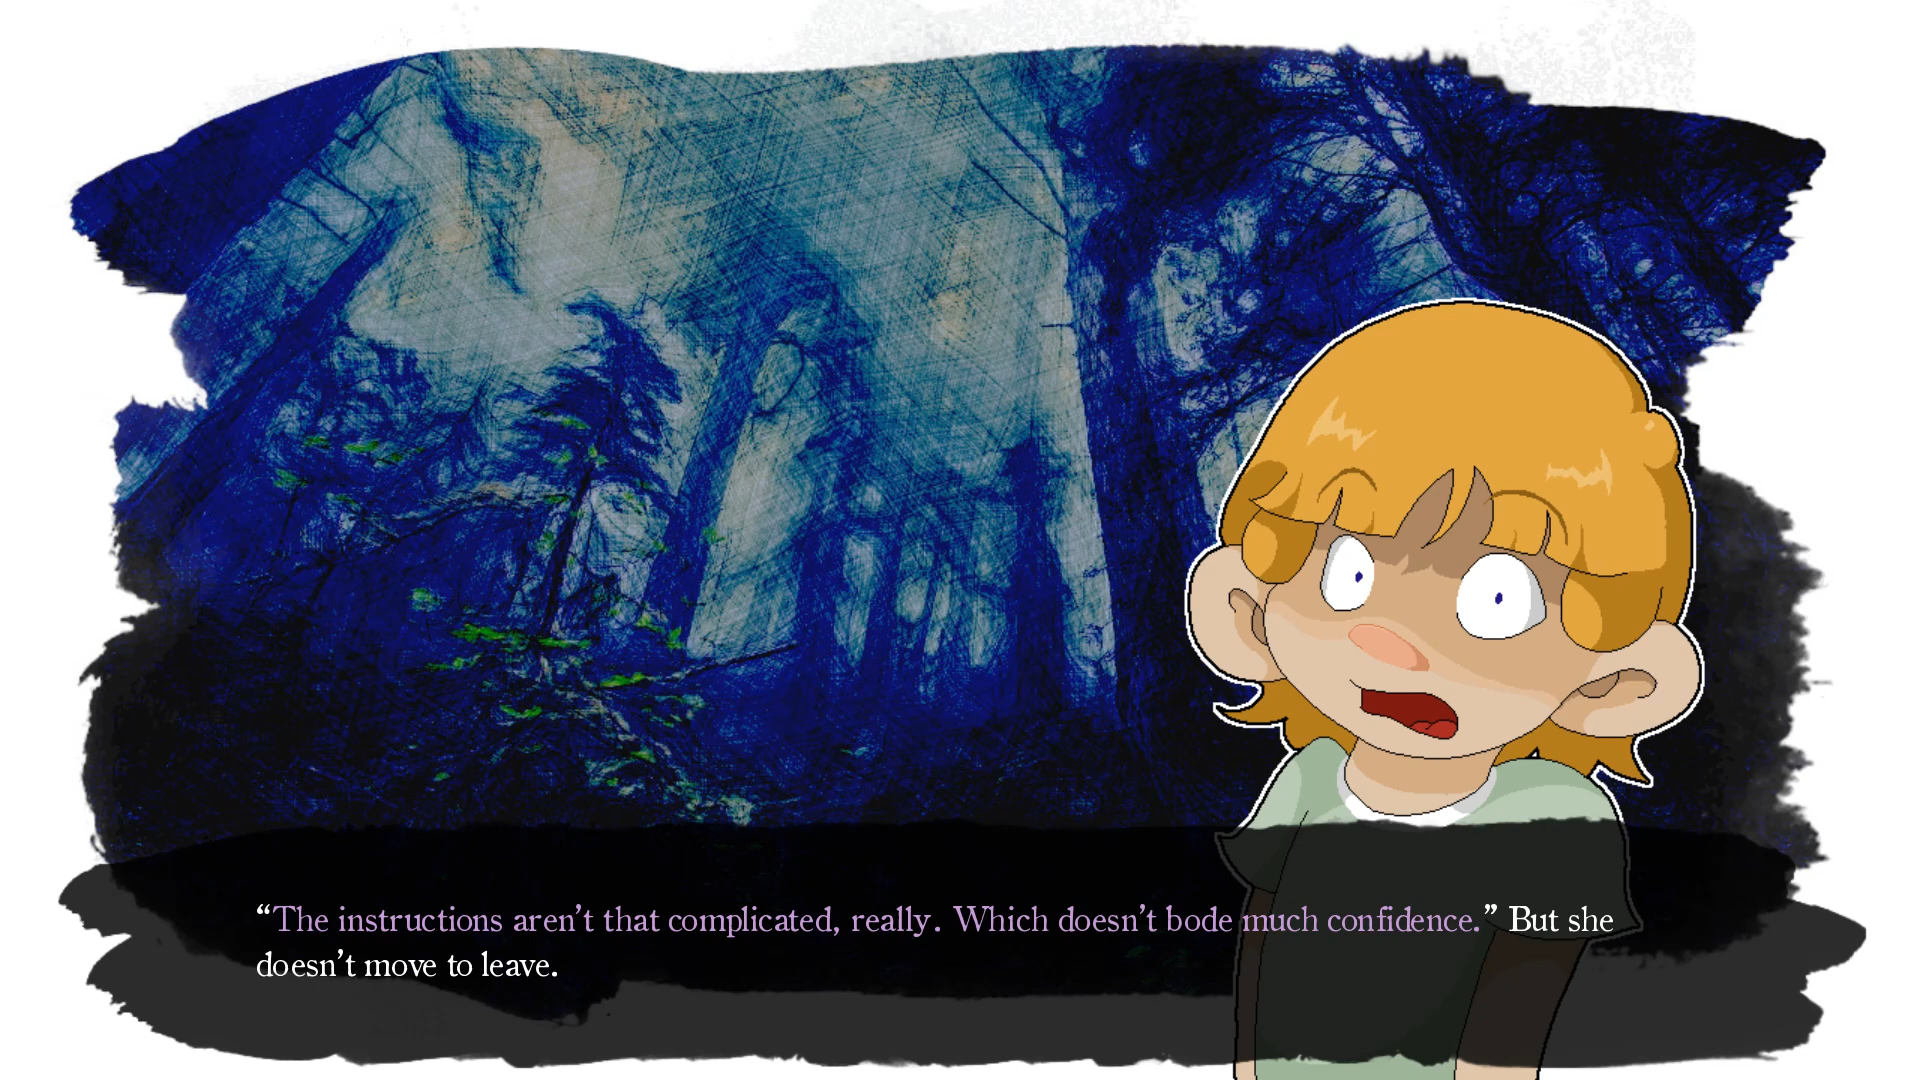 “The instructions aren’t that complicated, really. Which doesn’t bode much confidence.” But she
doesn’t move to leave.